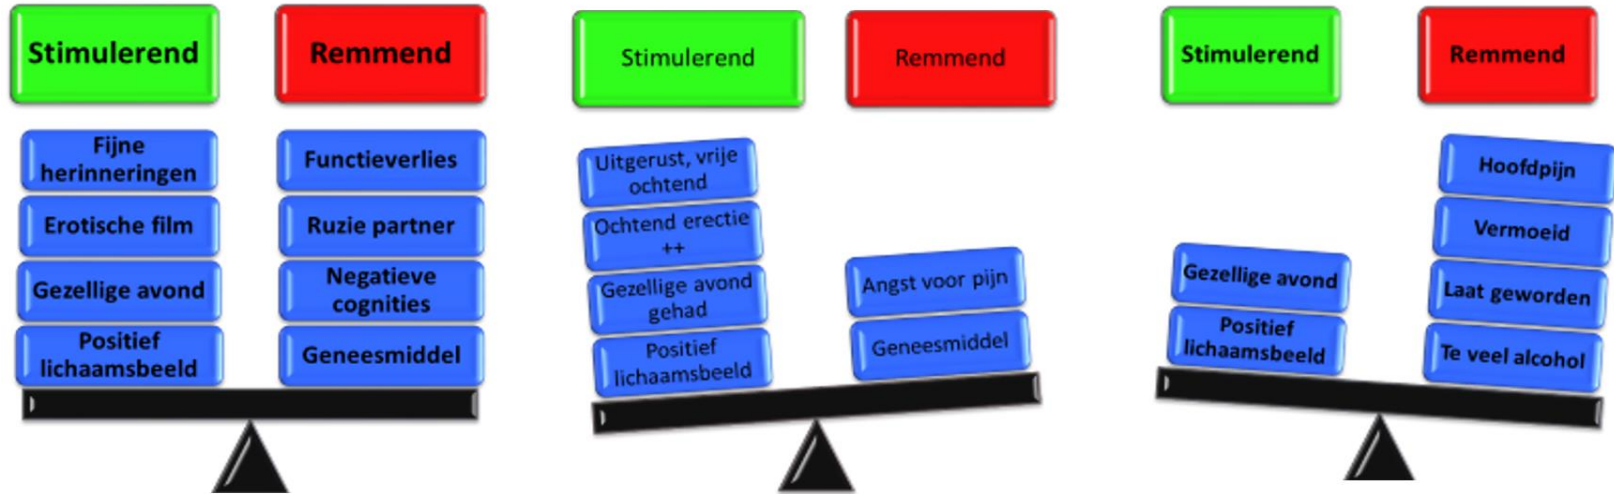 Stimulerend
Remmend
Fijne
herinneringen
Erotische film
Gezellige avond
Positief
lichaamsbeeld
Functieverlies
Ruzie partner
Negatieve
cognities
Geneesmiddel
Stimulerend
Remmend
Uitgerust, vrije
ochtend
Ochtend erectie
++
Gezellige avond
gehad
Positief
lichaamsbeeld
Angst voor pijn
Geneesmiddel
Stimulerend
Remmend
Gezellige avond
Positief
lichaamsbeeld
Hoofdpijn
Vermoeid
Laat geworden
Te veel alcohol